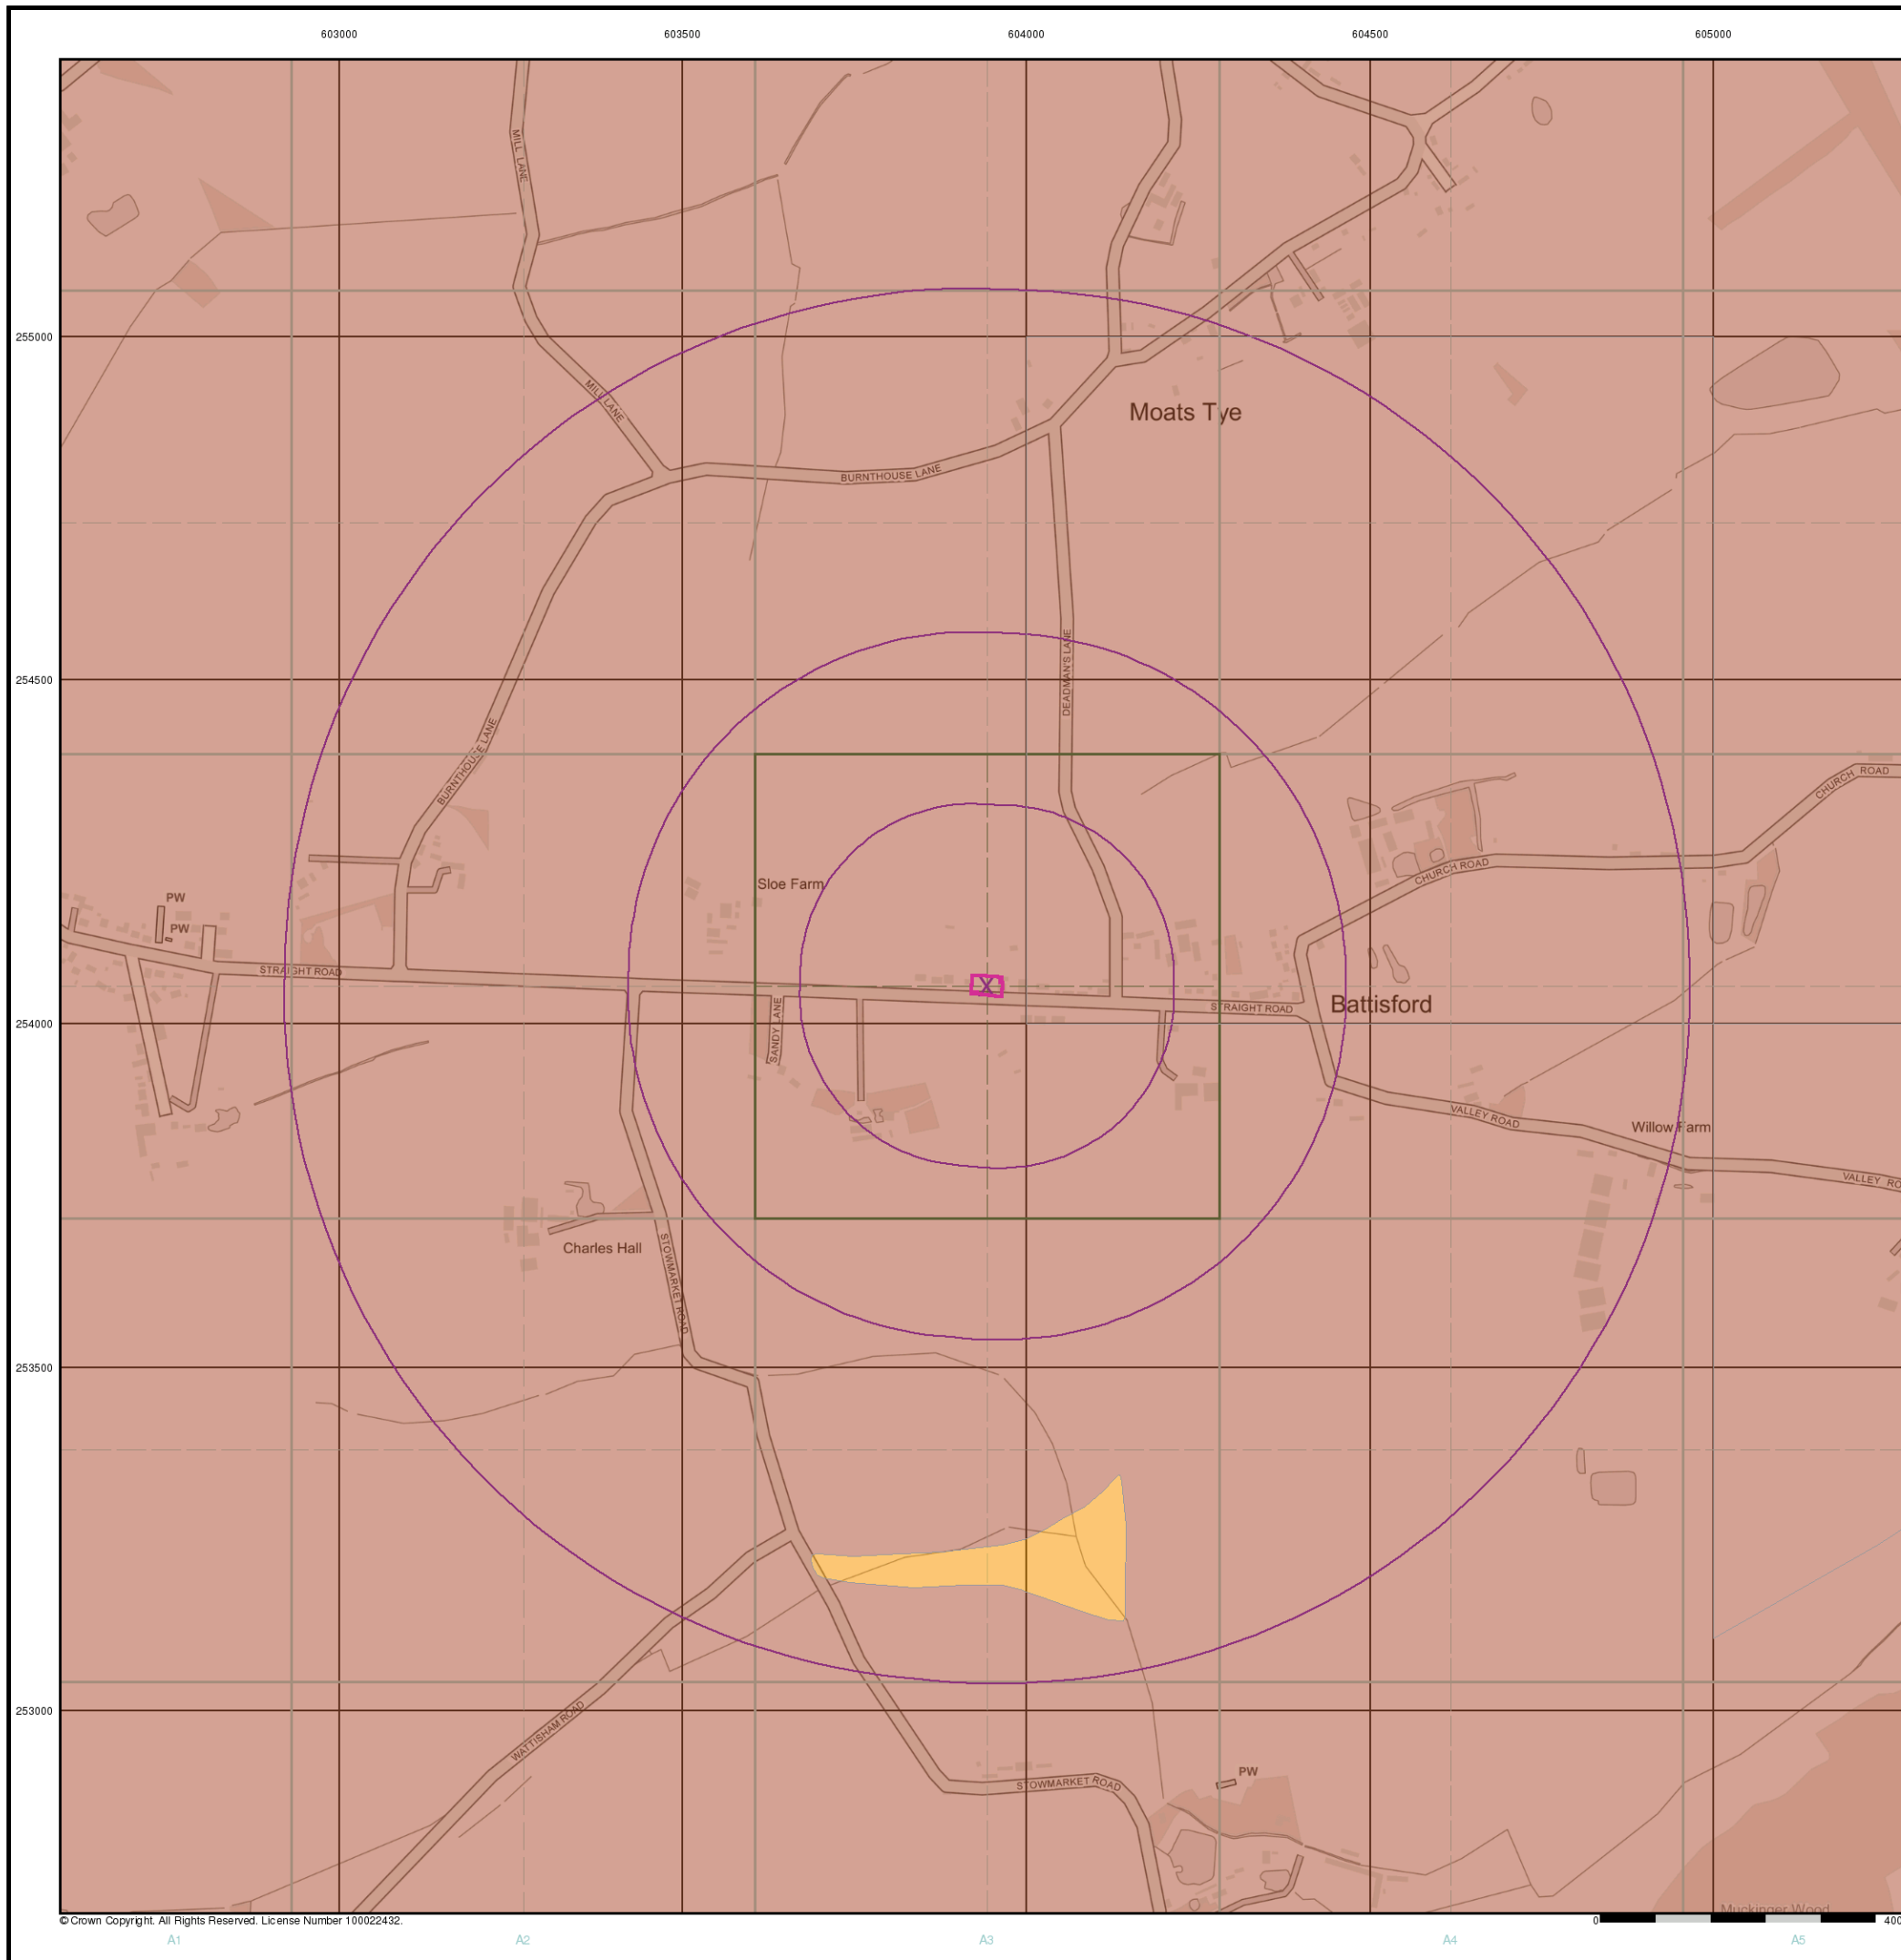 603000 603500 604000 604500 605000
MILL LANE
255000
MILL LANE
Moats Tye
BURNTHOUSE LANE
254500
DEADMAN'S LANE
BURNTHOUSE LANE
CHURCH ROAD
CHURCH ROAD
Sloe Farm
PW
PW
STRAIGHT ROAD
X
STRAIGHT ROAD
Battisford
254000
SANDY LANE
VALLEY ROAD
Willow Farm
VALLEY RO
Charles Hall
STOWMARKET ROAD
253500
253000
WATTISHAM ROAD
PW
STOWMARKET ROAD
Muckinger Wood
© Crown Copyright. All Rights Reserved. License Number 100022432.
0 400
A1 A2 A3 A4 A5